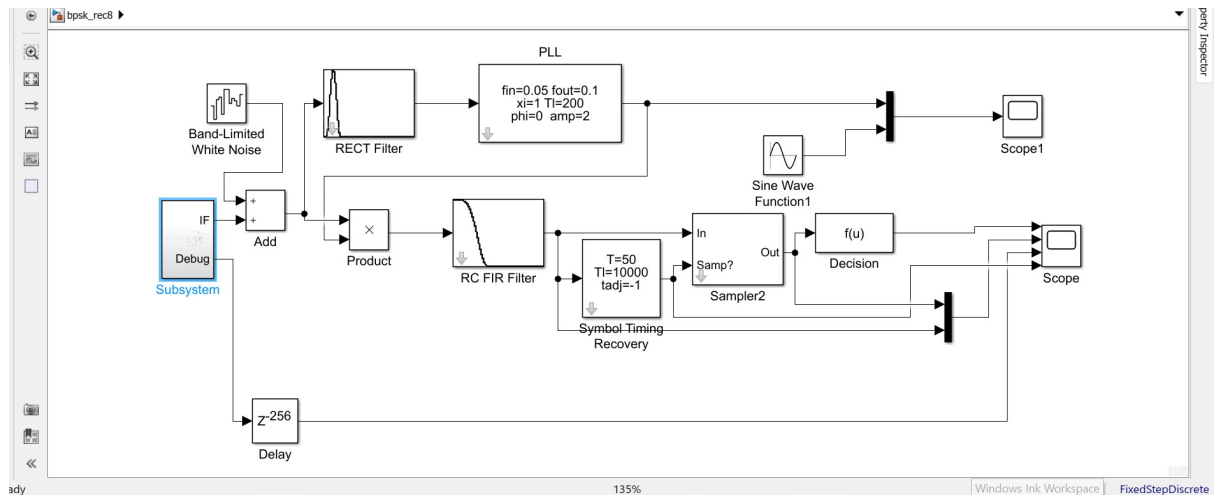 bpsk_rec8
perty Inspector
PLL
fin=0.05 fout=0.1
xi=1 Tl=200
phi=0 amp=2
Band-Limited
White Noise
RECT Filter
Scope1
Sine Wave
Function1
IF
Debug
Subsystem
+
+
Add
×
Product
RC FIR Filter
T=50
Tl=10000
tadj=-1
Symbol Timing
Recovery
In
Samp?
Out
Sampler2
f(u)
Decision
Scope
Z-256
Delay
ady
135%
Windows Ink Workspace
FixedStepDiscrete